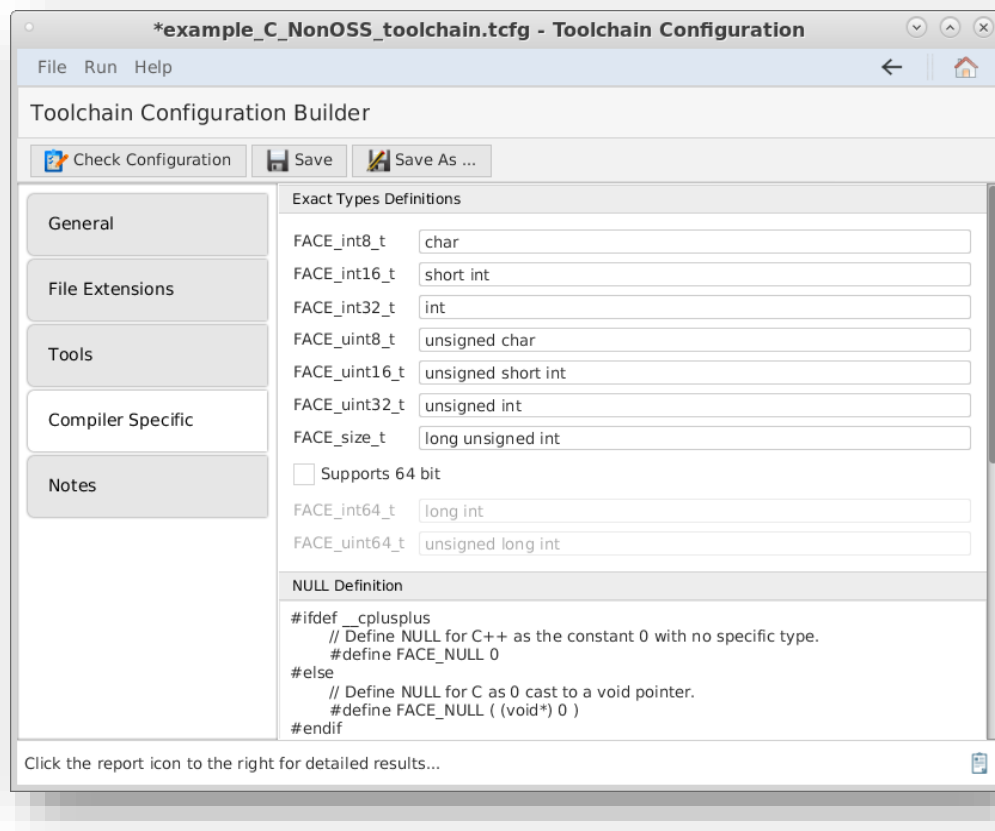 *example_C_NonOSS_toolchain.tcfg - Toolchain Configuration
File Run Help
Toolchain Configuration Builder
Check Configuration Save Save As ...
General
File Extensions
Tools
Compiler Specific
Notes
Exact Types Definitions
FACE_int8_t char
FACE_int16_t short int
FACE_int32_t int
FACE_uint8_t unsigned char
FACE_uint16_t unsigned short int
FACE_uint32_t unsigned int
FACE_size_t long unsigned int
Supports 64 bit
FACE_int64_t long int
FACE_uint64_t unsigned long int
NULL Definition
#ifdef __cplusplus
// Define NULL for C++ as the constant 0 with no specific type.
#define FACE_NULL 0
#else
// Define NULL for C as 0 cast to a void pointer.
#define FACE_NULL ( (void*) 0 )
#endif
Click the report icon to the right for detailed results...